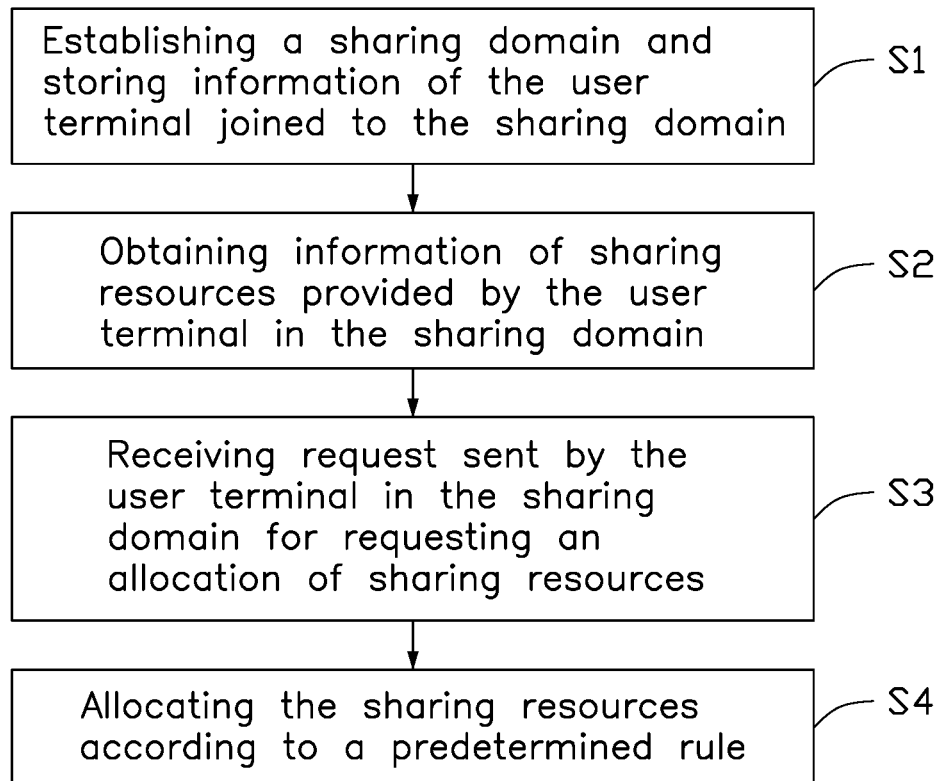 Establishing a sharing domain and
storing information of the user
terminal joined to the sharing domain
S1
Obtaining information of sharing
resources provided by the user
terminal in the sharing domain
S2
Receiving request sent by the
user terminal in the sharing
domain for requesting an
allocation of sharing resources
S3
Allocating the sharing resources
according to a predetermined rule
S4